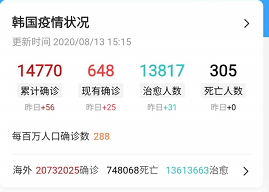 韩国疫情状况
更新时间 2020/08/13 15:15
14770 648 13817 305
累计确诊 现有确诊 治愈人数 死亡人数
昨日+56 昨日+25 昨日+31 昨日+0
每百万人口确诊数 288
海外 20732025确诊 748068死亡 13613663治愈